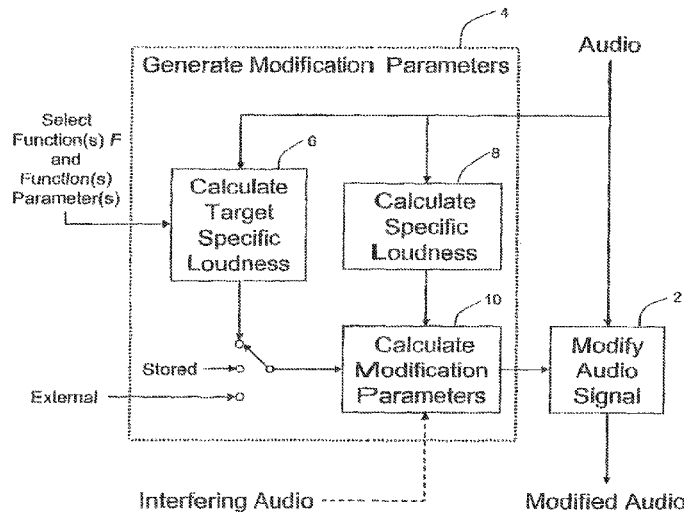 4
Audio
Generate Modification Parameters
Select
Function(s) F
and
Function(s)
Parameter(s)
6
Calculate
Target
Specific
Loudness
8
Calculate
Specific
Loudness
10
Calculate
Modification
Parameters
2
Modify
Audio
Signal
Stored
External
Interfering Audio
Modified Audio